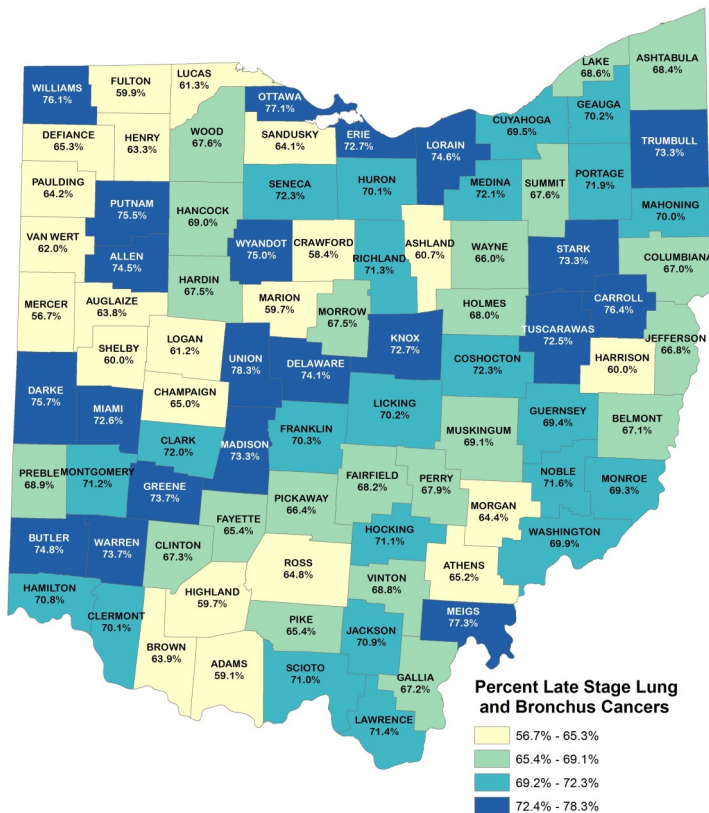 LAKE
68.6%
ASHTABULA
68.4%
WILLIAMS
76.1%
FULTON
59.9%
LUCAS
61.3%
OTTAWA
77.1%
GEAUGA
70.2%
CUYAHOGA
69.5%
DEFIANCE
65.3%
HENRY
63.3%
WOOD
67.6%
SANDUSKY
64.1%
ERIE
72.7%
LORAIN
74.6%
TRUMBULL
73.3%
PAULDING
64.2%
SENECA
72.3%
HURON
70.1%
MEDINA
72.1%
SUMMIT
67.6%
PORTAGE
71.9%
PUTNAM
75.5%
HANCOCK
69.0%
MAHONING
70.0%
VAN WERT
62.0%
ALLEN
74.5%
WYANDOT
75.0%
CRAWFORD
58.4%
RICHLAND
71.3%
ASHLAND
60.7%
WAYNE
66.0%
STARK
73.3%
COLUMBIANA
67.0%
HARDIN
67.5%
MERCER
56.7%
AUGLAIZE
63.8%
MARION
59.7%
MORROW
67.5%
HOLMES
68.0%
CARROLL
76.4%
TUSCARAWAS
72.5%
JEFFERSON
66.8%
SHELBY
60.0%
LOGAN
61.2%
UNION
78.3%
DELAWARE
74.1%
KNOX
72.7%
COSHOCTON
72.3%
HARRISON
60.0%
DARKE
75.7%
MIAMI
72.6%
CHAMPAIGN
65.0%
LICKING
70.2%
GUERNSEY
69.4%
BELMONT
67.1%
CLARK
72.0%
MADISON
73.3%
FRANKLIN
70.3%
MUSKINGUM
69.1%
PREBLE
68.9%
MONTGOMERY
71.2%
GREENE
73.7%
FAIRFIELD
68.2%
PERRY
67.9%
NOBLE
71.6%
MONROE
69.3%
PICKAWAY
66.4%
MORGAN
64.4%
FAYETTE
65.4%
BUTLER
74.8%
WARREN
73.7%
CLINTON
67.3%
HOCKING
71.1%
WASHINGTON
69.9%
ROSS
64.8%
ATHENS
65.2%
HAMILTON
70.8%
CLERMONT
70.1%
HIGHLAND
59.7%
VINTON
68.8%
MEIGS
77.3%
PIKE
65.4%
JACKSON
70.9%
BROWN
63.9%
ADAMS
59.1%
SCIOTO
71.0%
GALLIA
67.2%
LAWRENCE
71.4%
Percent Late Stage Lung
and Bronchus Cancers
56.7% - 65.3%
65.4% - 69.1%
69.2% - 72.3%
72.4% - 78.3%